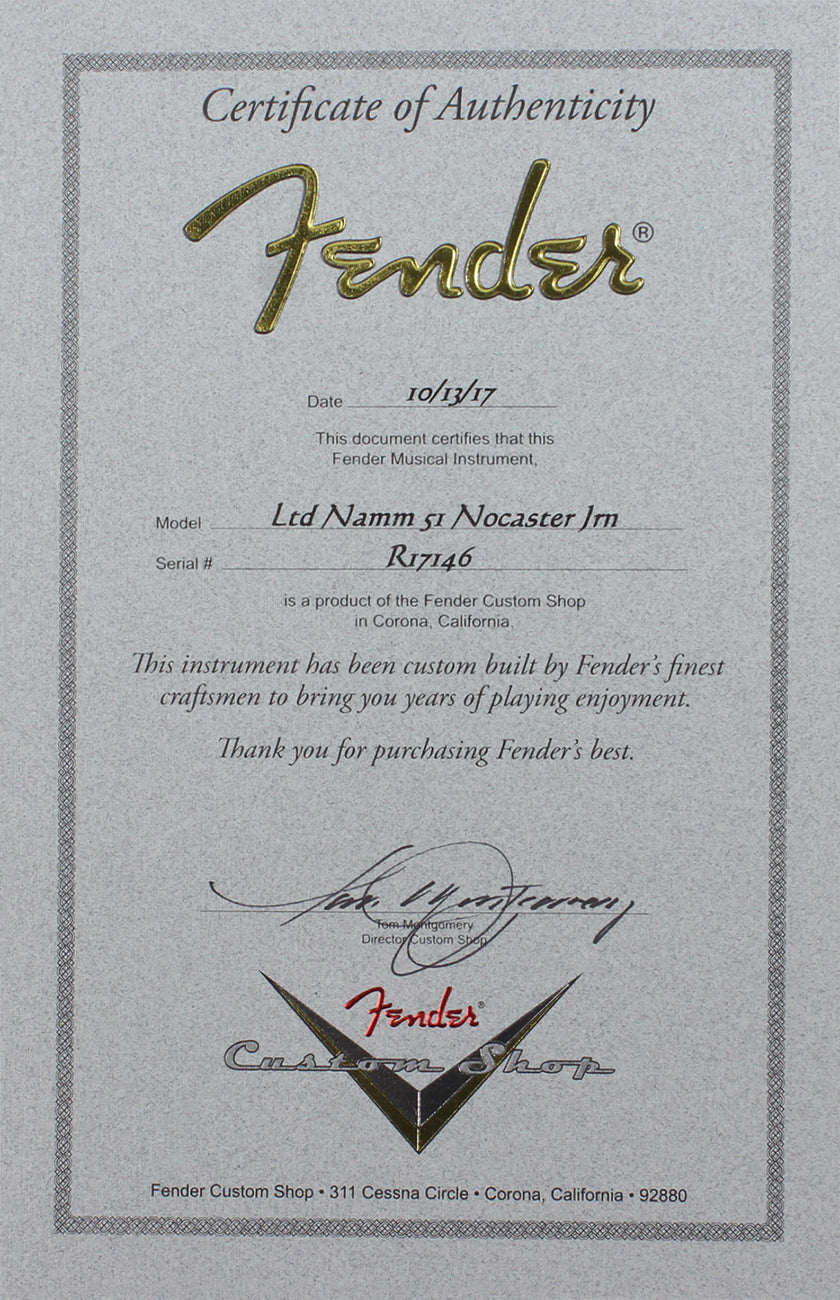 Certificate of Authenticity
Fender®
Date 10/13/17
This document certifies that this
Fender Musical Instrument,
Model Ltd Namm 51 Nocaster Jrn
Serial # R17146
is a product of the Fender Custom Shop
in Corona, California.
This instrument has been custom built by Fender's finest
craftsmen to bring you years of playing enjoyment.
Thank you for purchasing Fender's best.
Tom Montgomery
Tom Montgomery
Director Custom Shop
Fender®
Custom Shop
Fender Custom Shop • 311 Cessna Circle • Corona, California • 92880